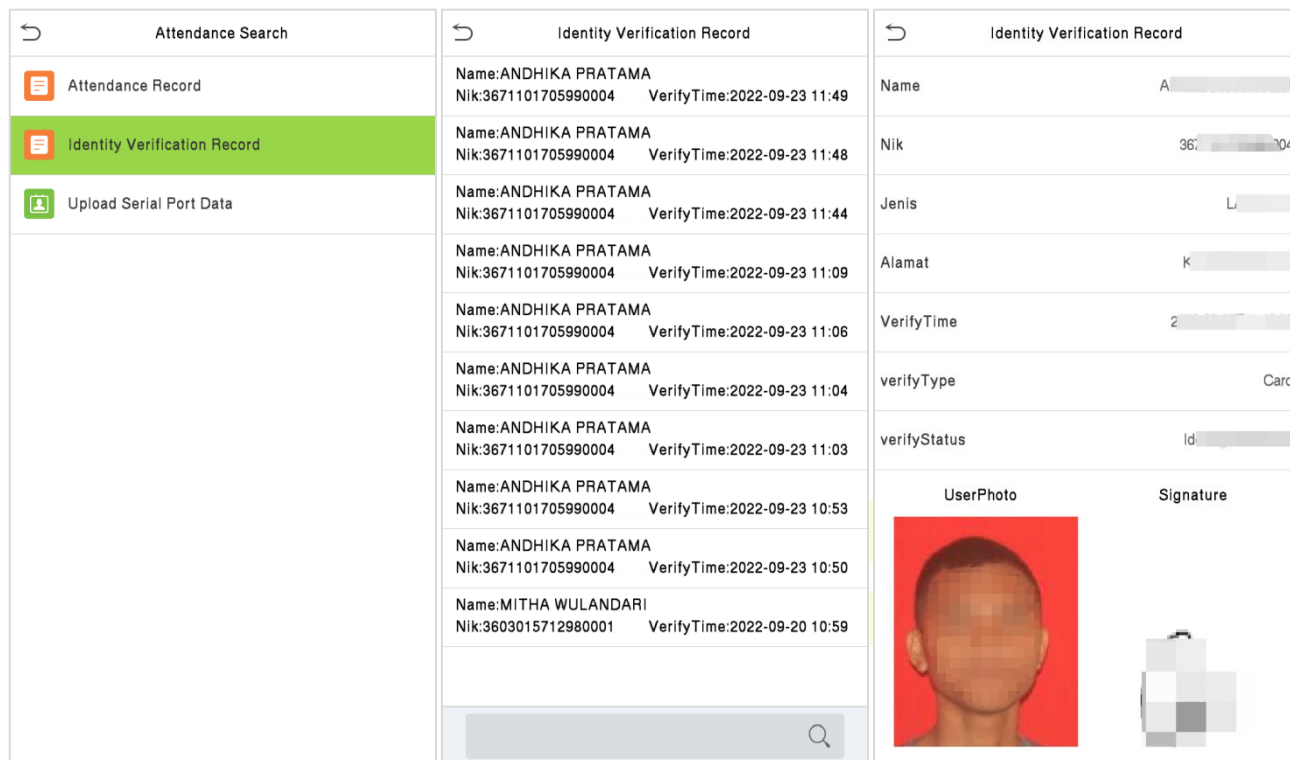 Attendance Search
Attendance Record
Identity Verification Record
Upload Serial Port Data
Identity Verification Record
Name:ANDHIKA PRATAMA
Nik:3671101705990004 VerifyTime:2022-09-23 11:49
Name:ANDHIKA PRATAMA
Nik:3671101705990004 VerifyTime:2022-09-23 11:48
Name:ANDHIKA PRATAMA
Nik:3671101705990004 VerifyTime:2022-09-23 11:44
Name:ANDHIKA PRATAMA
Nik:3671101705990004 VerifyTime:2022-09-23 11:09
Name:ANDHIKA PRATAMA
Nik:3671101705990004 VerifyTime:2022-09-23 11:06
Name:ANDHIKA PRATAMA
Nik:3671101705990004 VerifyTime:2022-09-23 11:04
Name:ANDHIKA PRATAMA
Nik:3671101705990004 VerifyTime:2022-09-23 11:03
Name:ANDHIKA PRATAMA
Nik:3671101705990004 VerifyTime:2022-09-23 10:53
Name:ANDHIKA PRATAMA
Nik:3671101705990004 VerifyTime:2022-09-23 10:50
Name:MITHA WULANDARI
Nik:3603015712980001 VerifyTime:2022-09-20 10:59
Identity Verification Record
Name
Nik
Jenis
Alamat
VerifyTime
verifyType
verifyStatus
UserPhoto Signature